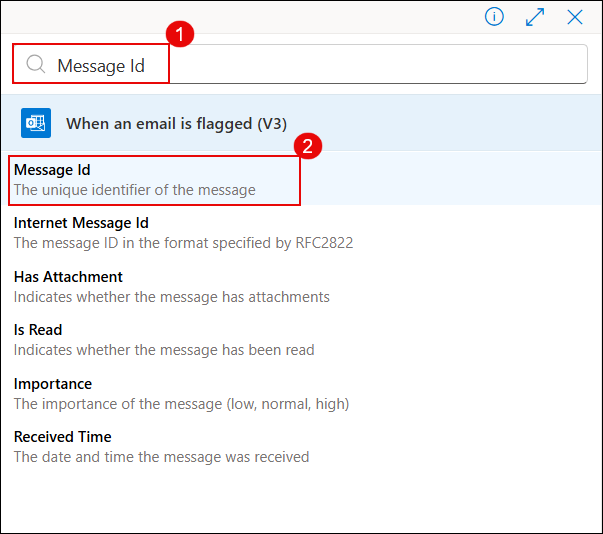 1
Message Id
When an email is flagged (V3)
2
Message Id
The unique identifier of the message
Internet Message Id
The message ID in the format specified by RFC2822
Has Attachment
Indicates whether the message has attachments
Is Read
Indicates whether the message has been read
Importance
The importance of the message (low, normal, high)
Received Time
The date and time the message was received